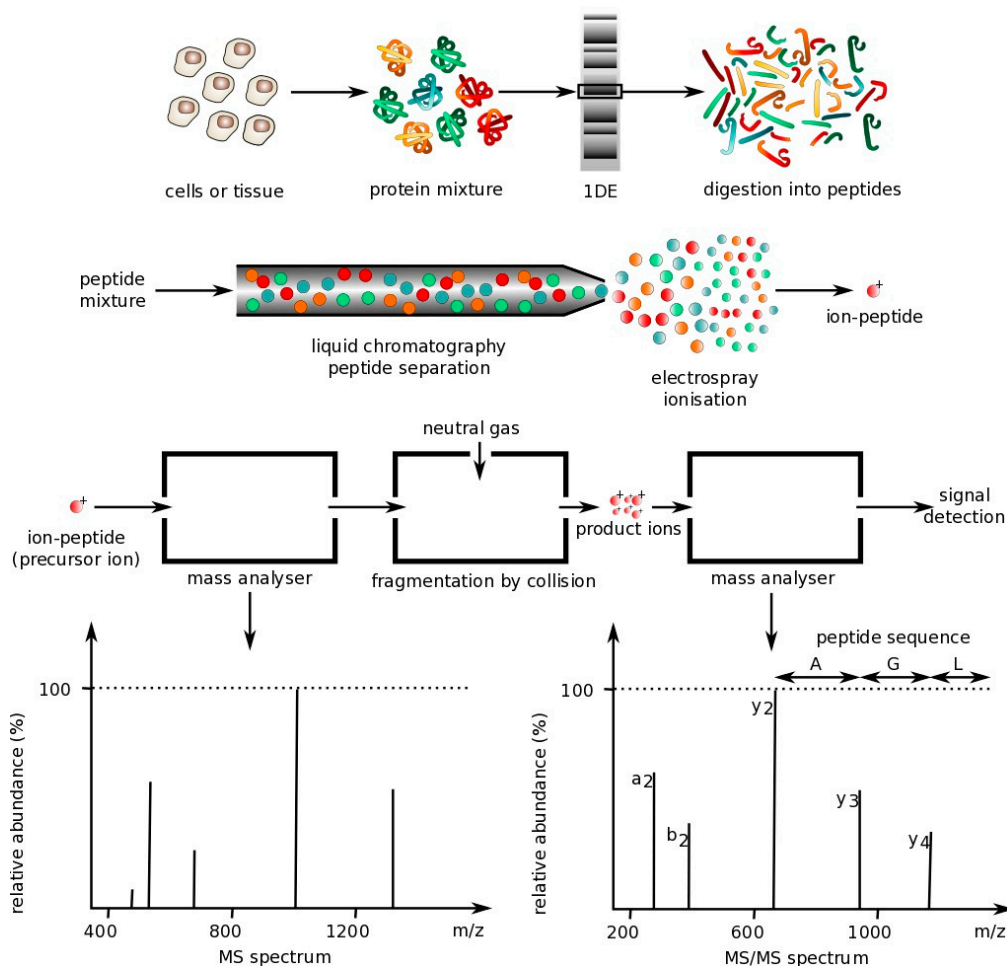 cells or tissue
protein mixture
1DE
digestion into peptides
peptide
mixture
liquid chromatography
peptide separation
electrospray
ionisation
+
ion-peptide
neutral gas
+
ion-peptide
(precursor ion)
mass analyser
fragmentation by collision
+ + +
+ +
product ions
mass analyser
signal
detection
relative abundance (%)
100
400
800
1200
m/z
MS spectrum
relative abundance (%)
100
peptide sequence
A
G
L
a2
b2
y2
y3
y4
200
600
1000
m/z
MS/MS spectrum